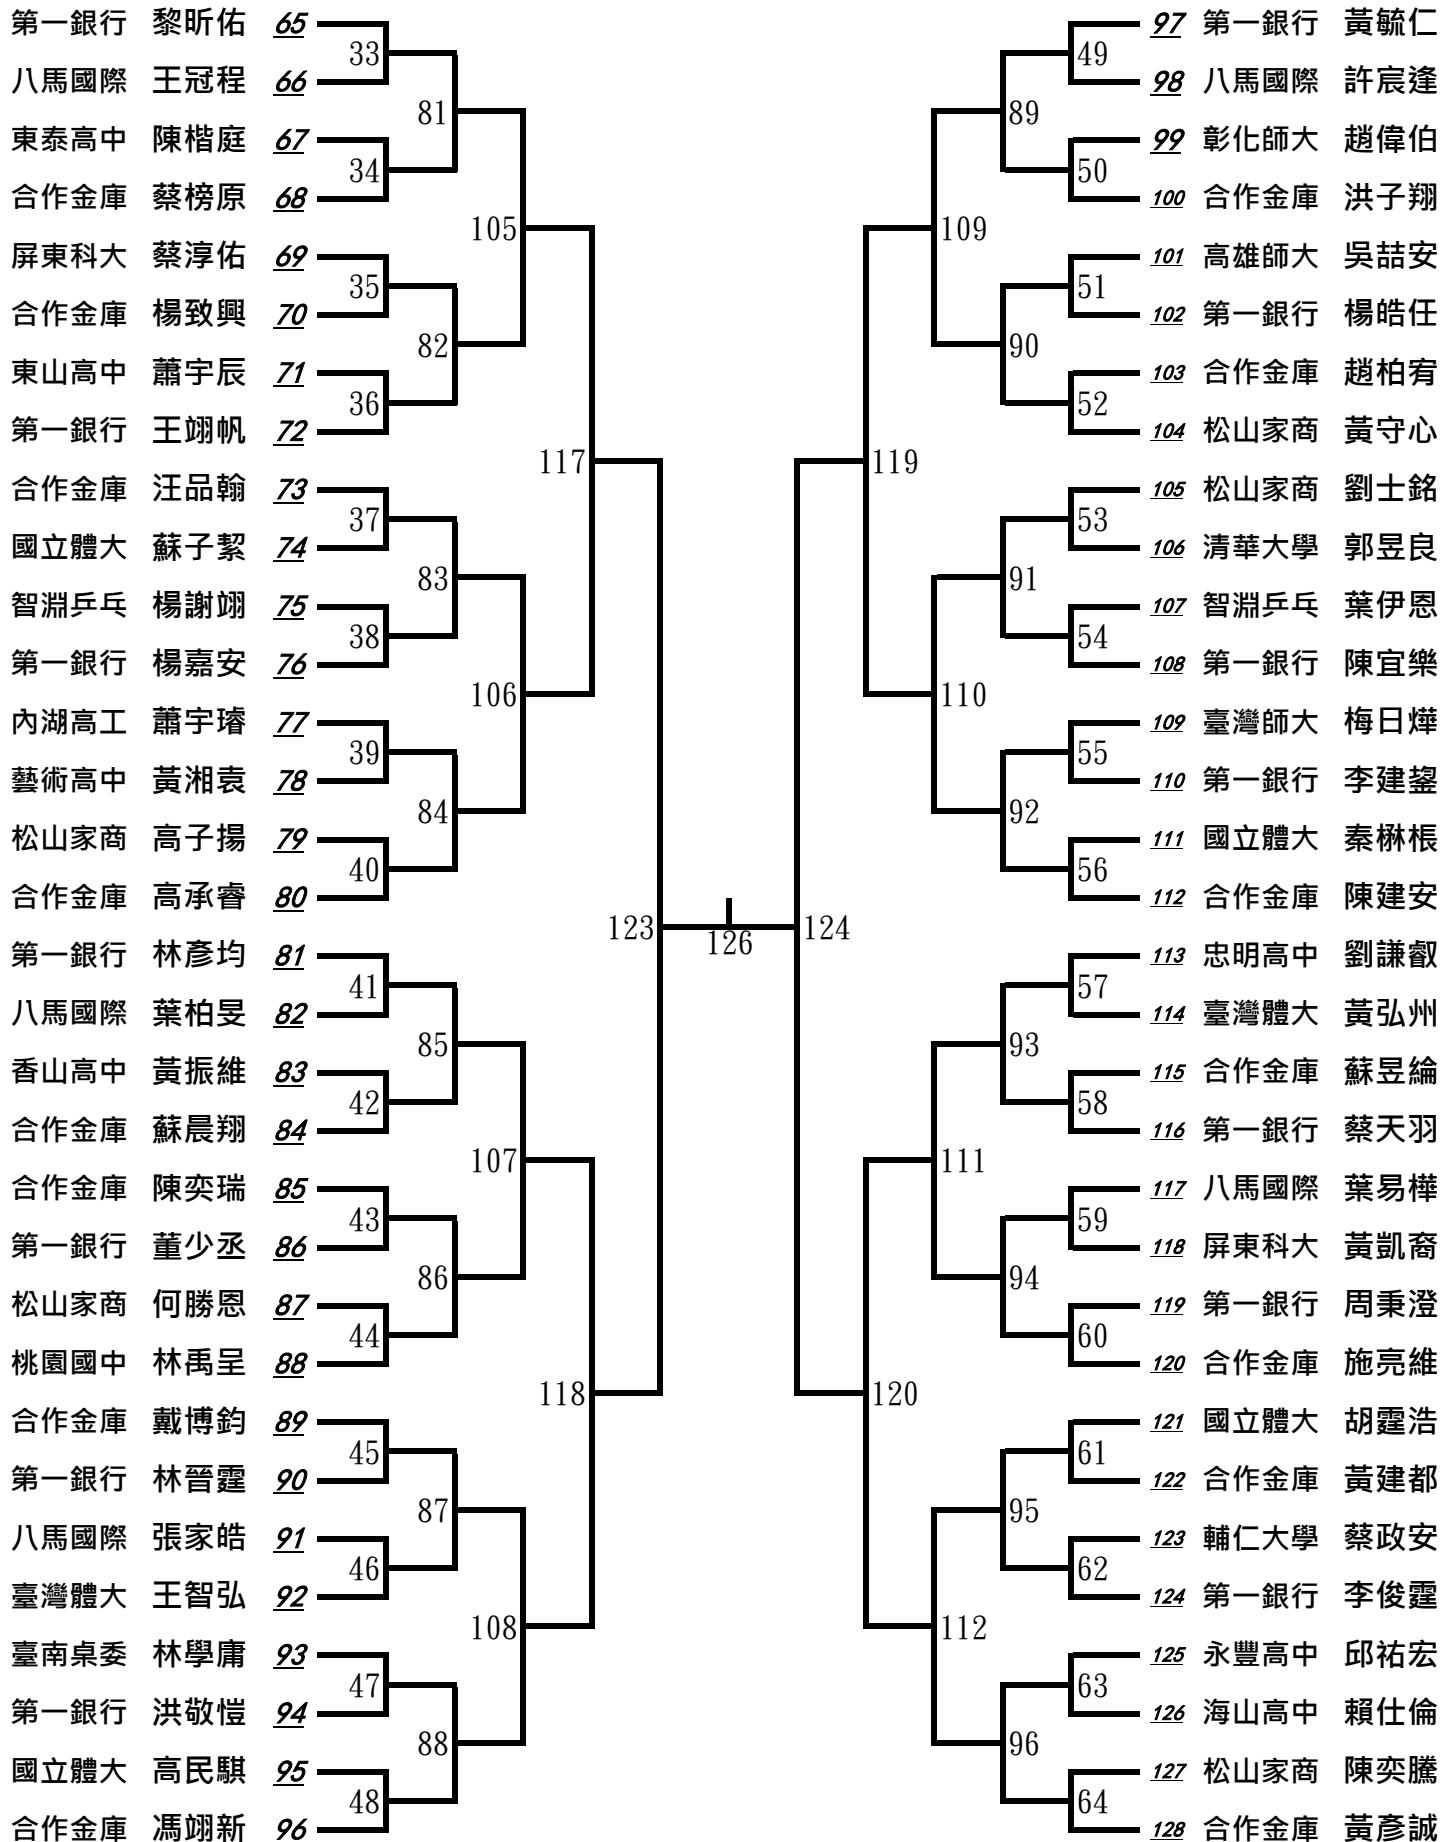 第一銀行 黎昕佑 65
33
八馬國際 王冠程 66
81
東泰高中 陳楷庭 67
34
合作金庫 蔡榜原 68
105
屏東科大 蔡淳佑 69
35
合作金庫 楊致興 70
82
東山高中 蕭宇辰 71
36
第一銀行 王翊帆 72
117
合作金庫 汪品翰 73
37
國立體大 蘇子絜 74
83
智淵乒乓 楊謝翊 75
38
第一銀行 楊嘉安 76
106
內湖高工 蕭宇璿 77
39
藝術高中 黃湘袁 78
84
松山家商 高子揚 79
40
合作金庫 高承睿 80
123
第一銀行 林彥均 81
41
八馬國際 葉柏旻 82
85
香山高中 黃振維 83
42
合作金庫 蘇晨翔 84
107
合作金庫 陳奕瑞 85
43
第一銀行 董少丞 86
86
松山家商 何勝恩 87
44
桃園國中 林禹呈 88
118
合作金庫 戴博鈞 89
45
第一銀行 林晉霆 90
87
八馬國際 張家皓 91
46
臺灣體大 王智弘 92
108
臺南桌委 林學庸 93
47
第一銀行 洪敬愷 94
88
國立體大 高民騏 95
48
合作金庫 馮翊新 96
126
97 第一銀行 黃毓仁
49
98 八馬國際 許宸逢
89
99 彰化師大 趙偉伯
50
100 合作金庫 洪子翔
109
101 高雄師大 吳喆安
51
102 第一銀行 楊皓任
90
103 合作金庫 趙柏宥
52
104 松山家商 黃守心
119
105 松山家商 劉士銘
53
106 清華大學 郭昱良
91
107 智淵乒乓 葉伊恩
54
108 第一銀行 陳宜樂
110
109 臺灣師大 梅日燁
55
110 第一銀行 李建鋆
92
111 國立體大 秦楙棖
56
112 合作金庫 陳建安
124
113 忠明高中 劉謙叡
57
114 臺灣體大 黃弘州
93
115 合作金庫 蘇昱綸
58
116 第一銀行 蔡天羽
111
117 八馬國際 葉易樺
59
118 屏東科大 黃凱裔
94
119 第一銀行 周秉澄
60
120 合作金庫 施亮維
120
121 國立體大 胡霆浩
61
122 合作金庫 黃建都
95
123 輔仁大學 蔡政安
62
124 第一銀行 李俊霆
112
125 永豐高中 邱祐宏
63
126 海山高中 賴仕倫
96
127 松山家商 陳奕騰
64
128 合作金庫 黃彥誠